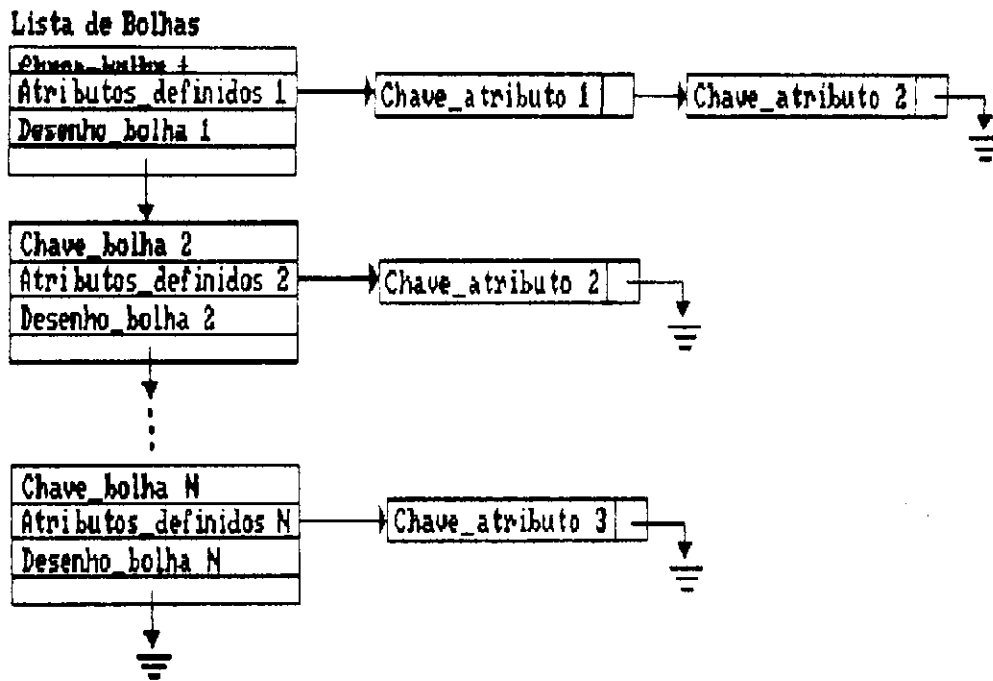 Lista de Bolhas
Atributos_definidos 1
Chave_atributo 1
Chave_atributo 2
Desenho_bolha 1
Chave_bolha 2
Atributos_definidos 2
Chave_atributo 2
Desenho_bolha 2
Chave_bolha N
Atributos_definidos N
Chave_atributo 3
Desenho_bolha N